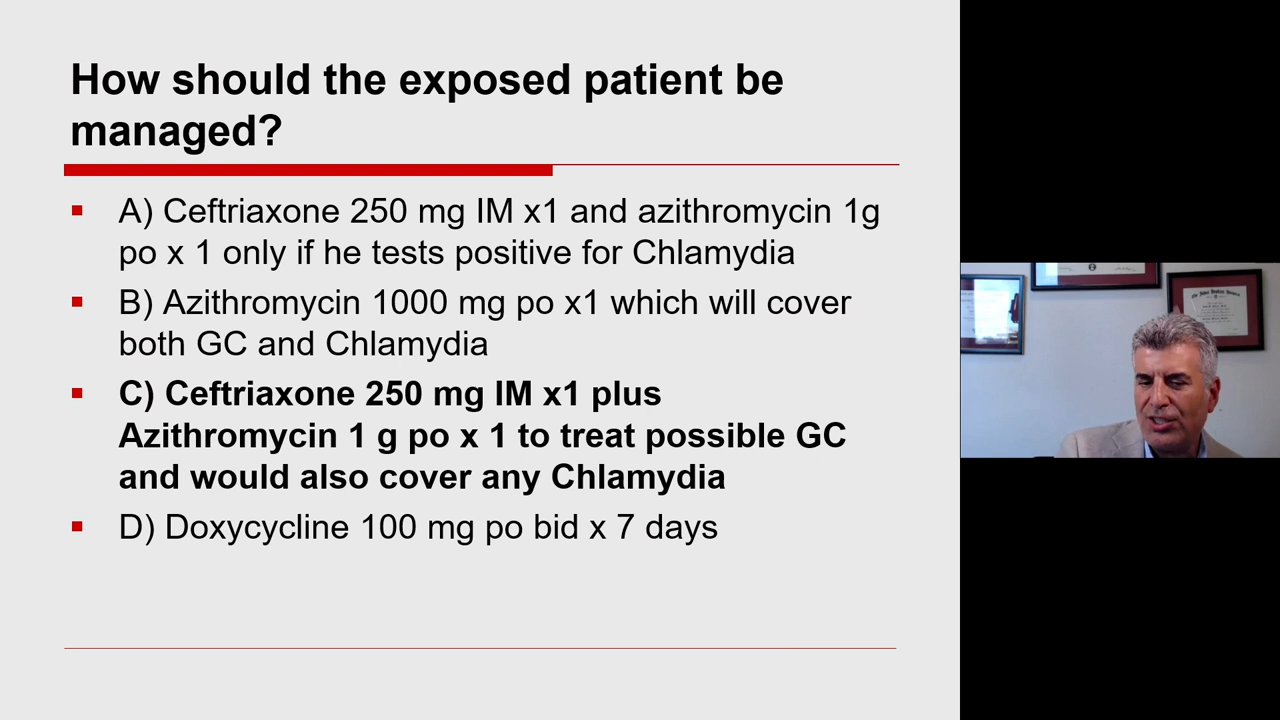 How should the exposed patient be
managed?
A) Ceftriaxone 250 mg IM x1 and azithromycin 1g
po x 1 only if he tests positive for Chlamydia
B) Azithromycin 1000 mg po x1 which will cover
both GC and Chlamydia
C) Ceftriaxone 250 mg IM x1 plus
Azithromycin 1 g po x 1 to treat possible GC
and would also cover any Chlamydia
D) Doxycycline 100 mg po bid x 7 days